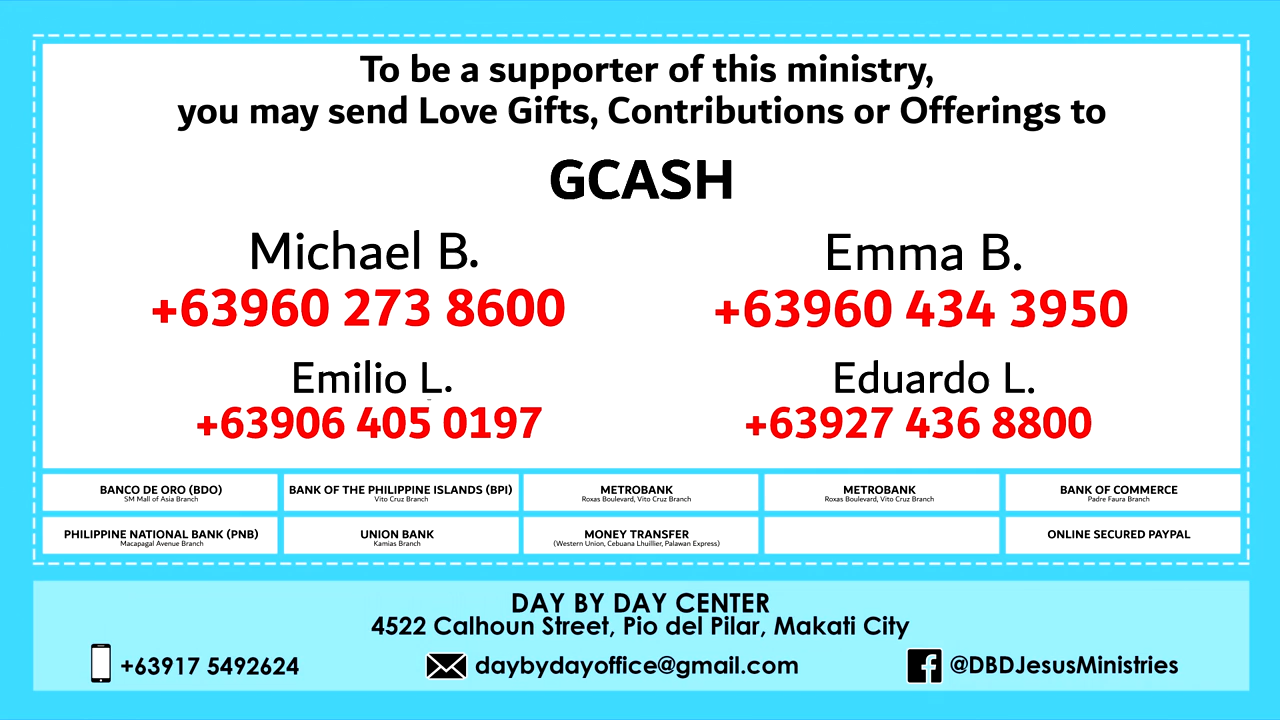 To be a supporter of this ministry,
you may send Love Gifts, Contributions or Offerings to
GCASH
Michael B.
+63960 273 8600
Emma B.
+63960 434 3950
Emilio L.
+63906 405 0197
Eduardo L.
+63927 436 8800
BANCO DE ORO (BDO)
SM Mall of Asia Branch
BANK OF THE PHILIPPINE ISLANDS (BPI)
Vito Cruz Branch
METROBANK
Roxas Boulevard, Vito Cruz Branch
METROBANK
Roxas Boulevard, Vito Cruz Branch
BANK OF COMMERCE
Padre Faura Branch
PHILIPPINE NATIONAL BANK (PNB)
Macapagal Avenue Branch
UNION BANK
Kamias Branch
MONEY TRANSFER
(Western Union, Cebuana Lhuillier, Palawan Express)
ONLINE SECURED PAYPAL
DAY BY DAY CENTER
4522 Calhoun Street, Pio del Pilar, Makati City
+63917 5492624
daybydayoffice@gmail.com
@DBDJesusMinistries